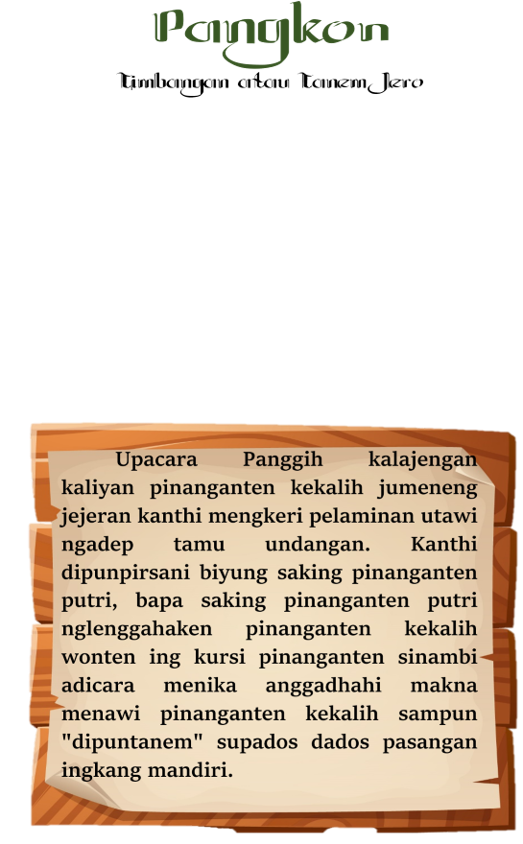 Pangkon
Timbangan atau Tanem Jero
Upacara Panggih kalajengan
kaliyan pinanganten kekalih jumeneng
jejeran kanthi mengkeri pelaminan utawi
ngadep tamu undangan. Kanthi
dipunpirsani biyung saking pinanganten
putri, bapa saking pinanganten putri
nglenggahaken pinanganten kekalih
wonten ing kursi pinanganten sinambi
adicara menika anggadhahi makna
menawi pinanganten kekalih sampun
"dipuntanem" supados dados pasangan
ingkang mandiri.